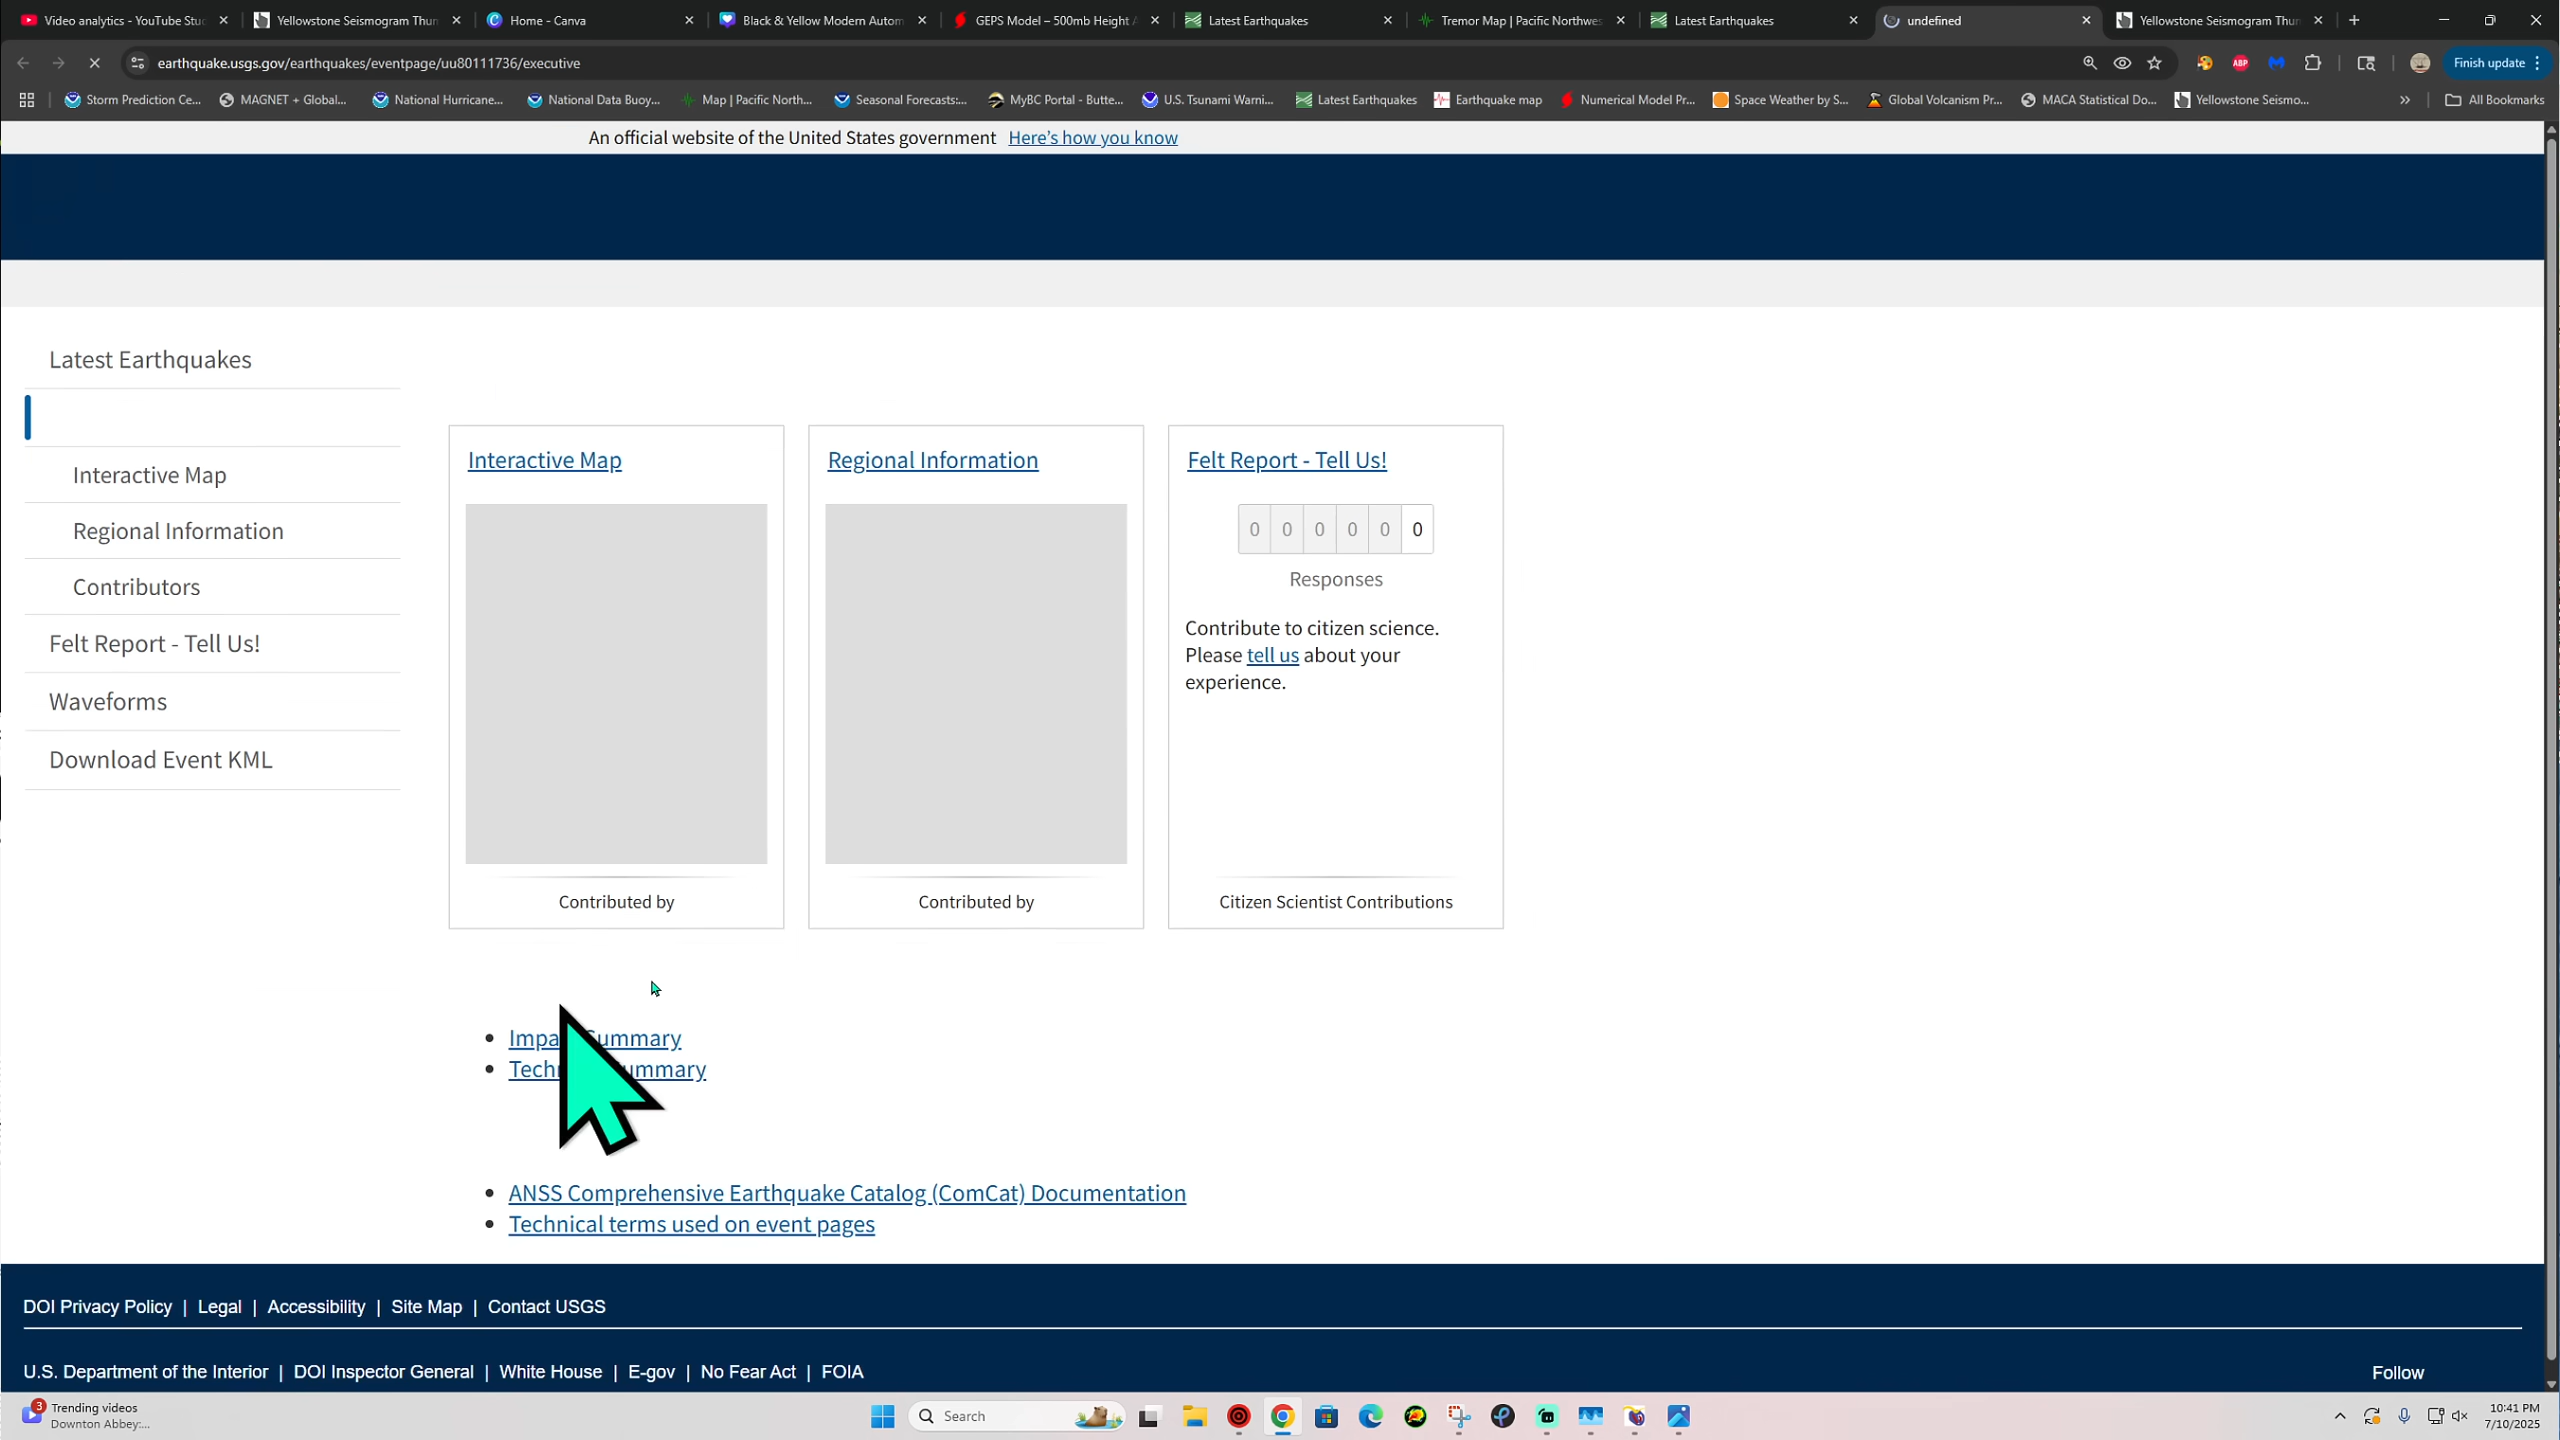 Video analytics - YouTube Stu
Yellowstone Seismogram Thun
Home - Canva
Black & Yellow Modern Autom
GEPS Model – 500mb Height A
Latest Earthquakes
Tremor Map | Pacific Northwes
Latest Earthquakes
undefined
Yellowstone Seismogram Thun
earthquake.usgs.gov/earthquakes/eventpage/uu80111736/executive
ABP
Finish update
Storm Prediction Ce...
MAGNET + Global...
National Hurricane...
National Data Buoy...
Map | Pacific North...
Seasonal Forecasts:...
MyBC Portal - Butte...
U.S. Tsunami Warni...
Latest Earthquakes
Earthquake map
Numerical Model Pr...
Space Weather by S...
Global Volcanism Pr...
MACA Statistical Do...
Yellowstone Seismo...
All Bookmarks
An official website of the United States government Here’s how you know
Latest Earthquakes
Interactive Map
Regional Information
Contributors
Felt Report - Tell Us!
Waveforms
Download Event KML
Interactive Map
Contributed by
Regional Information
Contributed by
Felt Report - Tell Us!
0 0 0 0 0 0
Responses
Contribute to citizen science.
Please tell us about your
experience.
Citizen Scientist Contributions
Impa ummary
Tech ummary
ANSS Comprehensive Earthquake Catalog (ComCat) Documentation
Technical terms used on event pages
DOI Privacy Policy | Legal | Accessibility | Site Map | Contact USGS
U.S. Department of the Interior | DOI Inspector General | White House | E-gov | No Fear Act | FOIA
Follow
3
Trending videos
Downton Abbey:...
Search
10:41 PM
7/10/2025